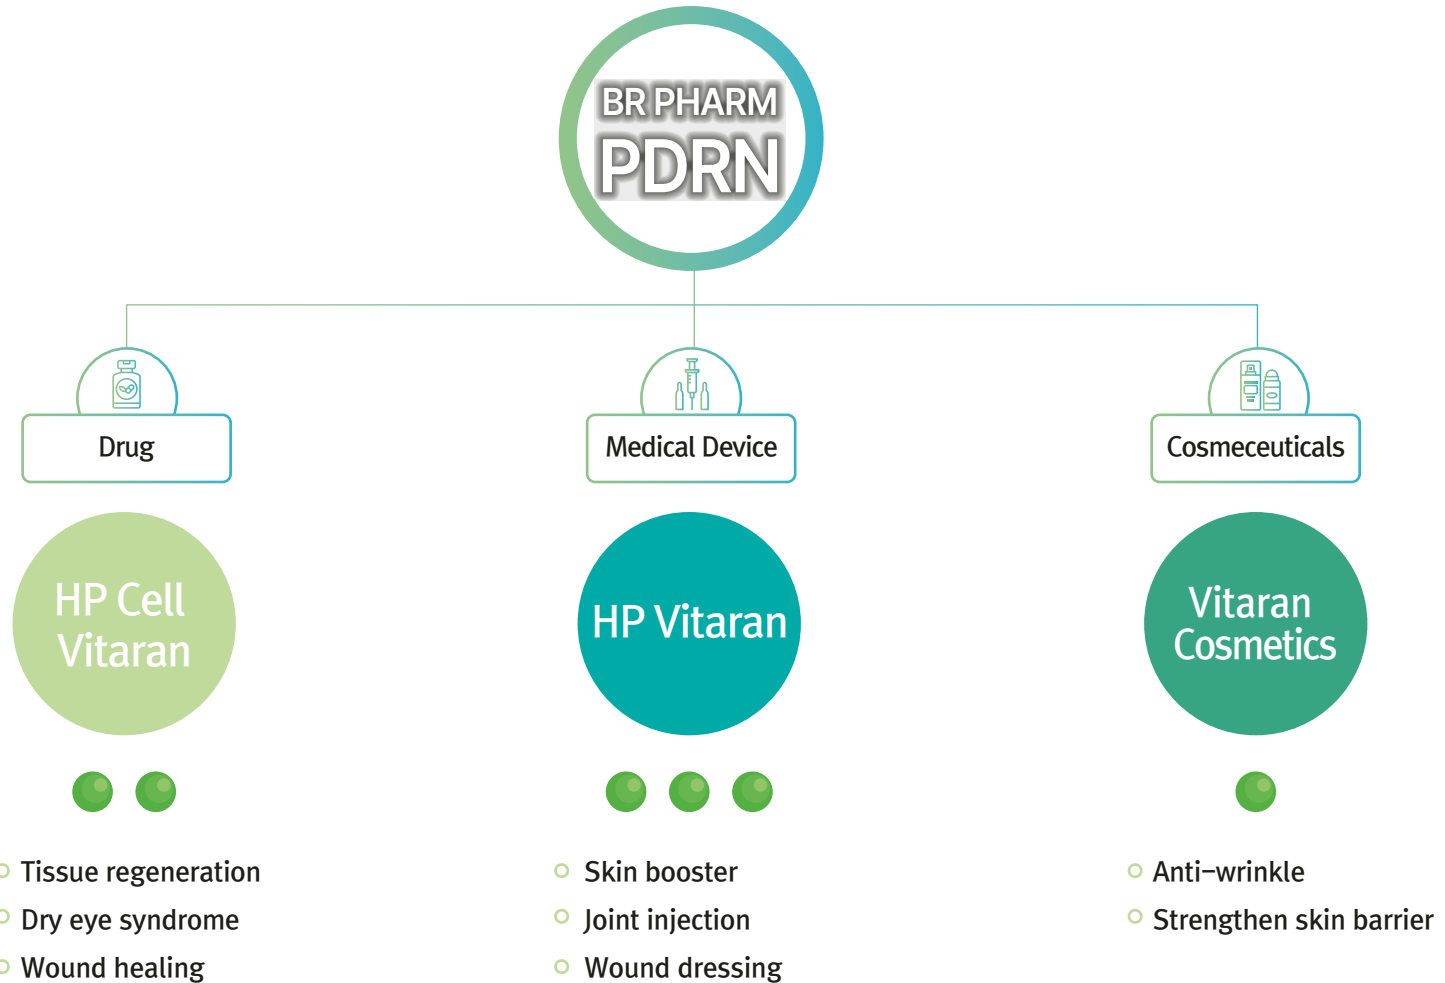 BR PHARM
PDRN
Drug
Medical Device
Cosmeceuticals
HP Cell
Vitaran
HP Vitaran
Vitaran
Cosmetics
Tissue regeneration
Dry eye syndrome
Wound healing
Skin booster
Joint injection
Wound dressing
Anti-wrinkle
Strengthen skin barrier